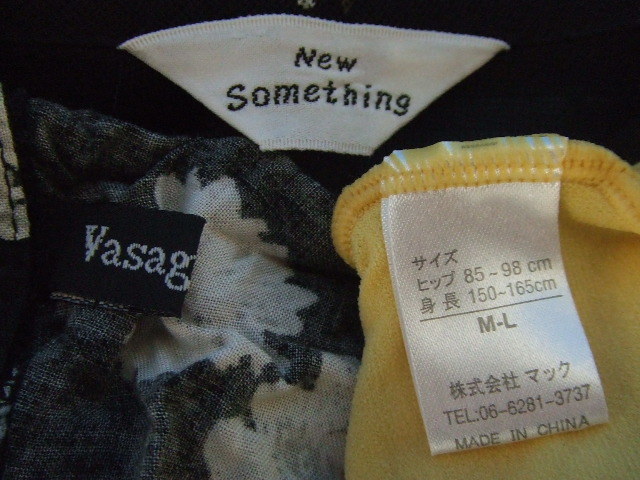 New
Something
Vasag
サイズ
ヒップ 85~98 cm
身長 150~165cm
M-L
株式会社 マック
TEL:06-6281-3737
MADE IN CHINA